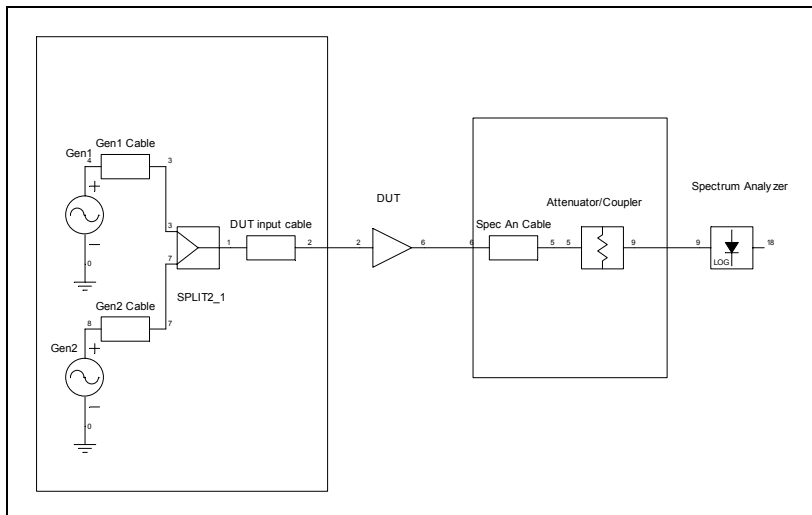 Gen1 Cable
Gen1
4
3
+
3
DUT input cable
1
2
7
SPLIT2_1
0
Gen2 Cable
8
7
Gen2
+
0
DUT
2
6
Spec An Cable
6
5
Attenuator/Coupler
5
9
Spectrum Analyzer
9
18
LOG